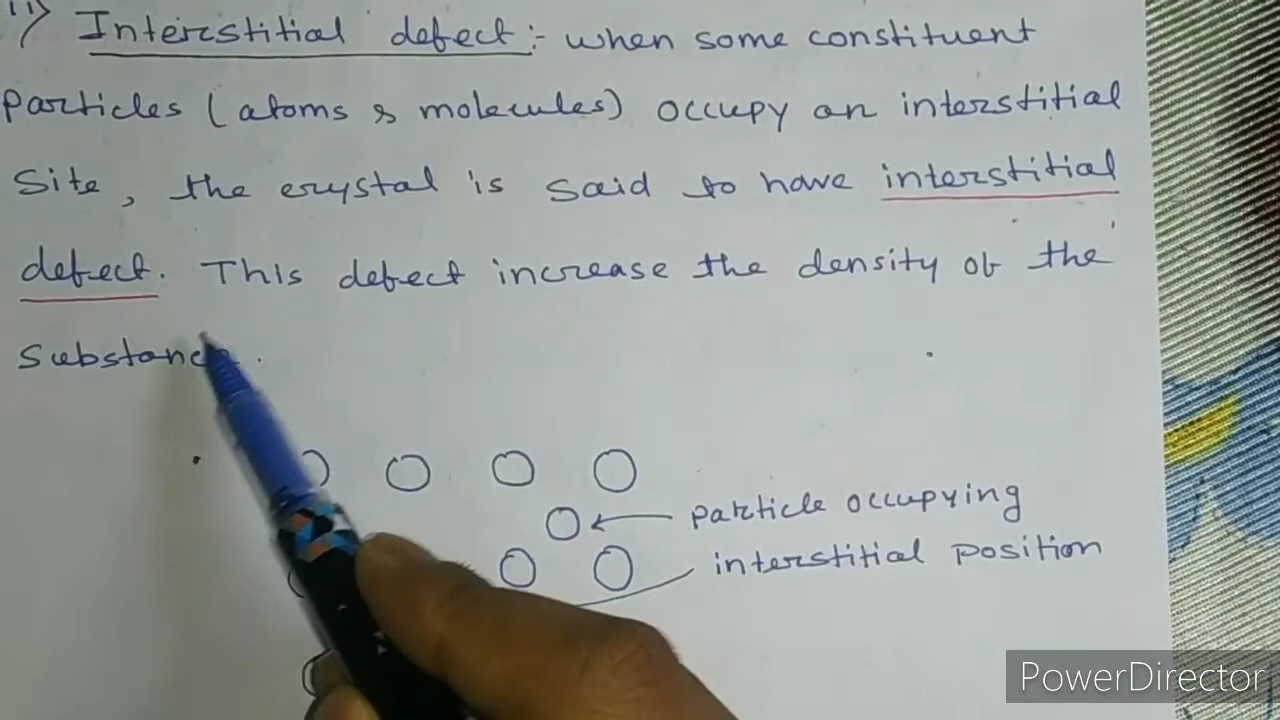 ii) Interstitial defect :- when some constituent
particles (atoms & molecules) occupy an interstitial
site, the crystal is said to have interstitial
defect. This defect increase the density of the
substance.
particle occupying
interstitial position
PowerDirector